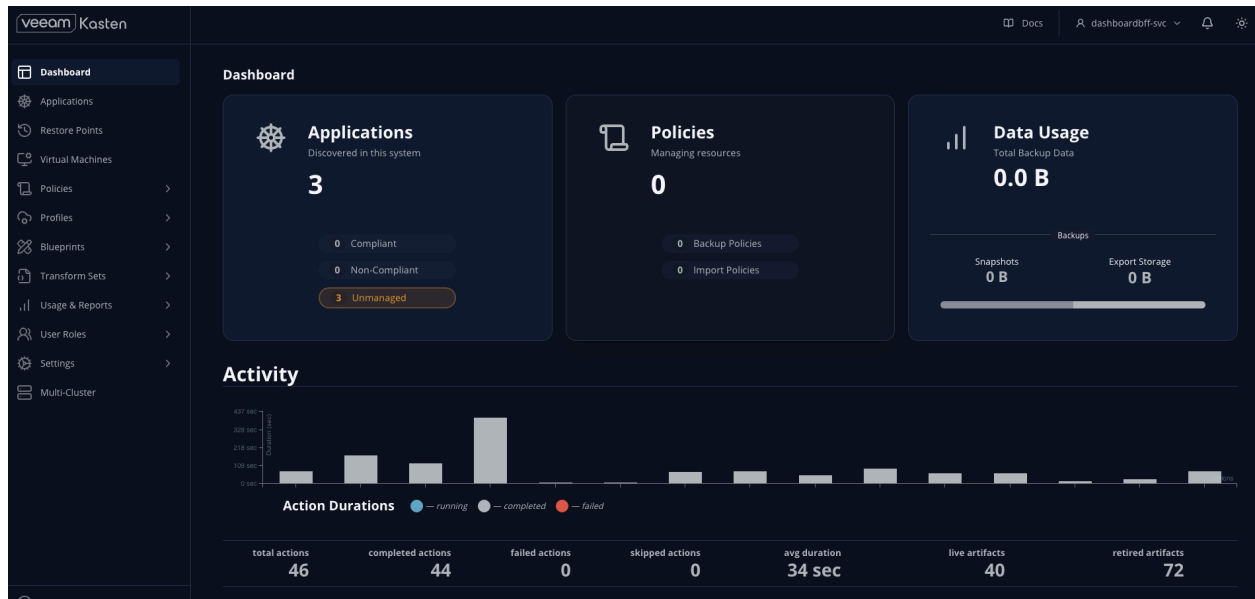 veeam Kasten
Docs
dashboardbff-svc
Dashboard
Applications
Restore Points
Virtual Machines
Policies
Profiles
Blueprints
Transform Sets
Usage & Reports
User Roles
Settings
Multi-Cluster
Dashboard
Applications
Discovered in this system
3
0 Compliant
0 Non-Compliant
3 Unmanaged
Policies
Managing resources
0
0 Backup Policies
0 Import Policies
Data Usage
Total Backup Data
0.0 B
Backups
Snapshots
0 B
Export Storage
0 B
Activity
437 sec
328 sec
218 sec
109 sec
0 sec
Duration (sec)
Action Durations
— running
— completed
— failed
total actions
46
completed actions
44
failed actions
0
skipped actions
0
avg duration
34 sec
live artifacts
40
retired artifacts
72